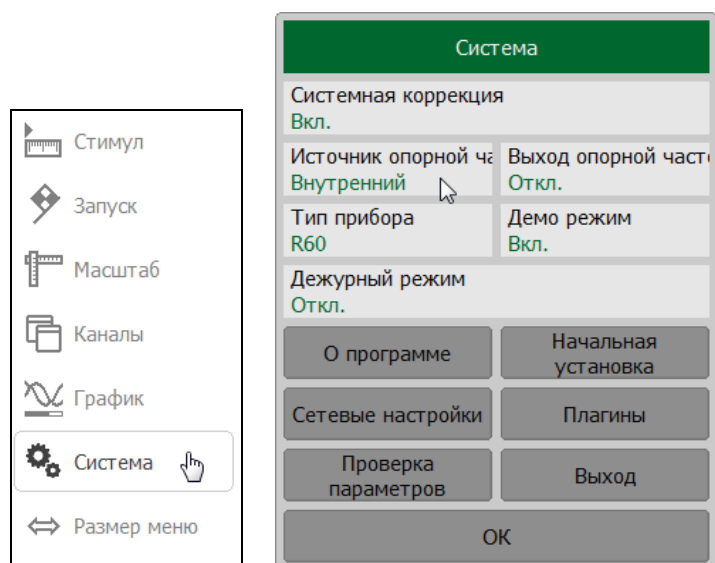 Стимул
Запуск
Масштаб
Каналы
График
Система
Размер меню
Система
Системная коррекция
Вкл.
Источник опорной ча
Внутренний
Выход опорной часто
Откл.
Тип прибора
R60
Демо режим
Вкл.
Дежурный режим
Откл.
О программе
Начальная
установка
Сетевые настройки
Плагины
Проверка
параметров
Выход
ОК